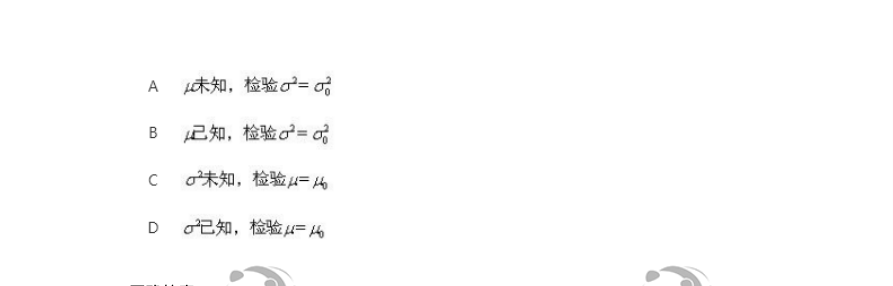 A μ未知，检验σ²= σ₀²
B μ已知，检验σ²= σ₀²
C σ²未知，检验μ= μ₀
D σ²已知，检验μ= μ₀